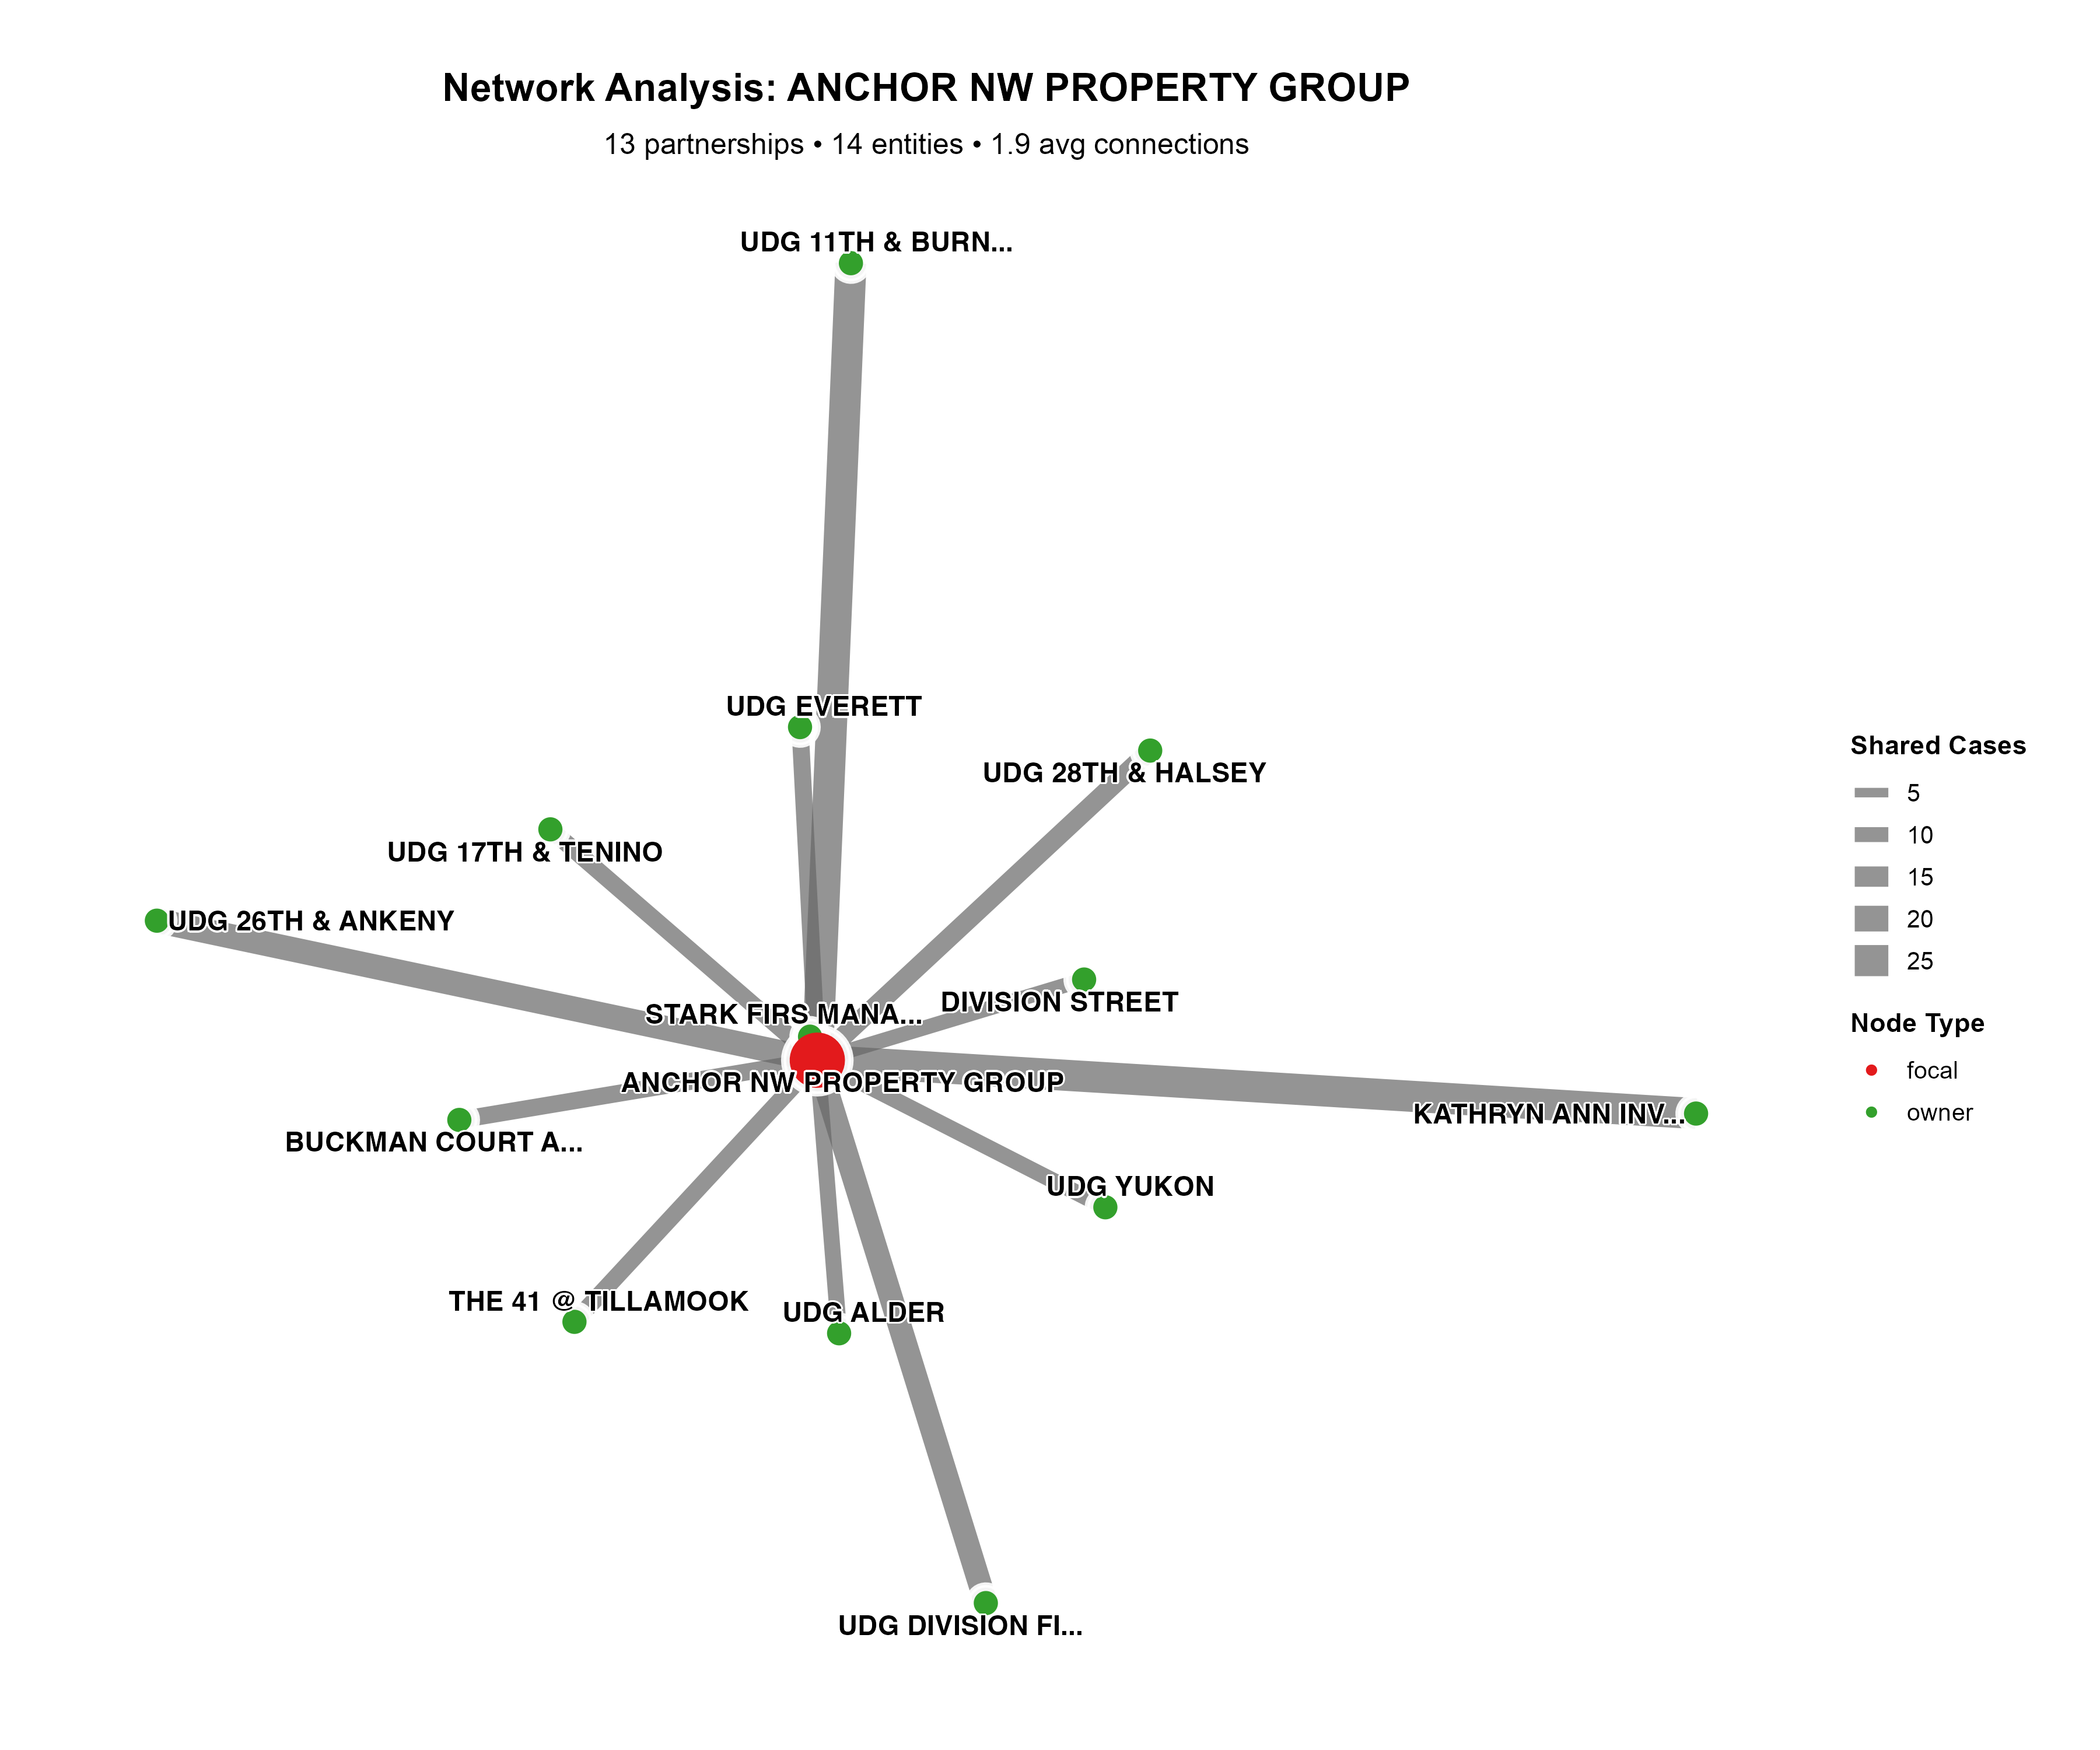 Network Analysis: ANCHOR NW PROPERTY GROUP
13 partnerships • 14 entities • 1.9 avg connections
UDG 11TH & BURN...
UDG EVERETT
UDG 28TH & HALSEY
UDG 17TH & TENINO
UDG 26TH & ANKENY
DIVISION STREET
STARK FIRS MANA...
ANCHOR NW PROPERTY GROUP
KATHRYN ANN INV...
BUCKMAN COURT A...
UDG YUKON
THE 41 @ TILLAMOOK
UDG ALDER
UDG DIVISION FI...
Shared Cases
5
10
15
20
25
Node Type
focal
owner